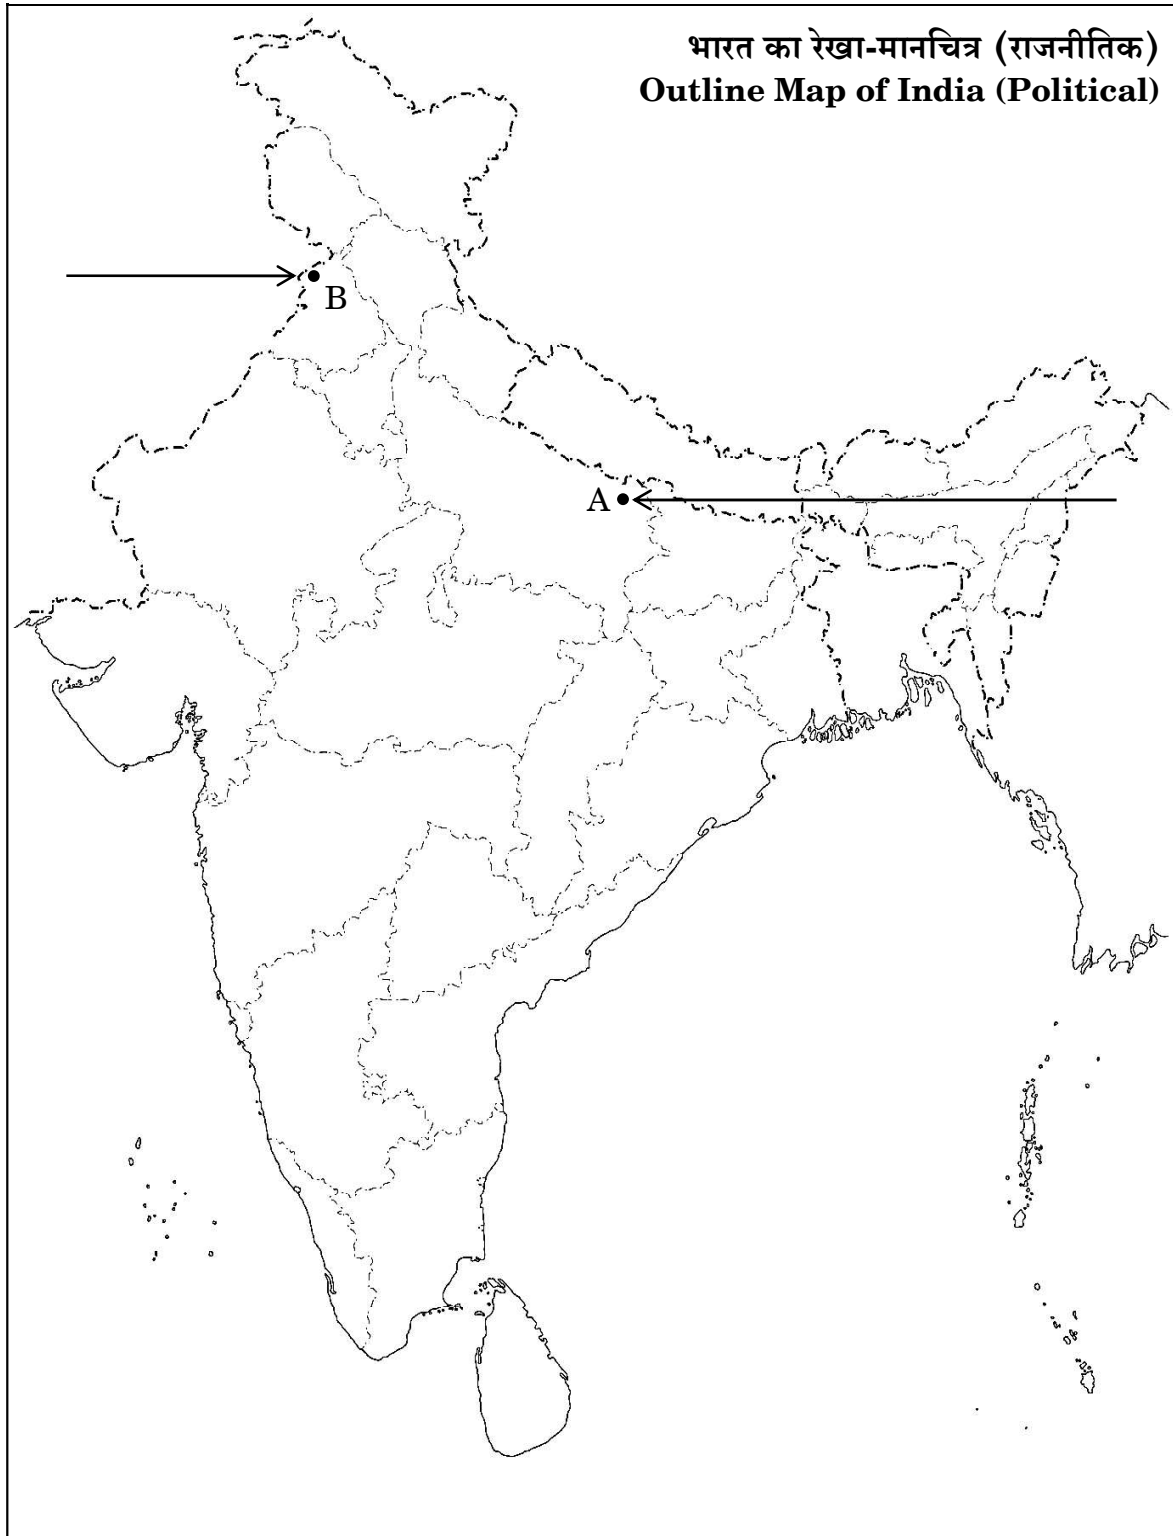 भारत का रेखा-मानचित्र (राजनीतिक)
Outline Map of India (Political)
B
A